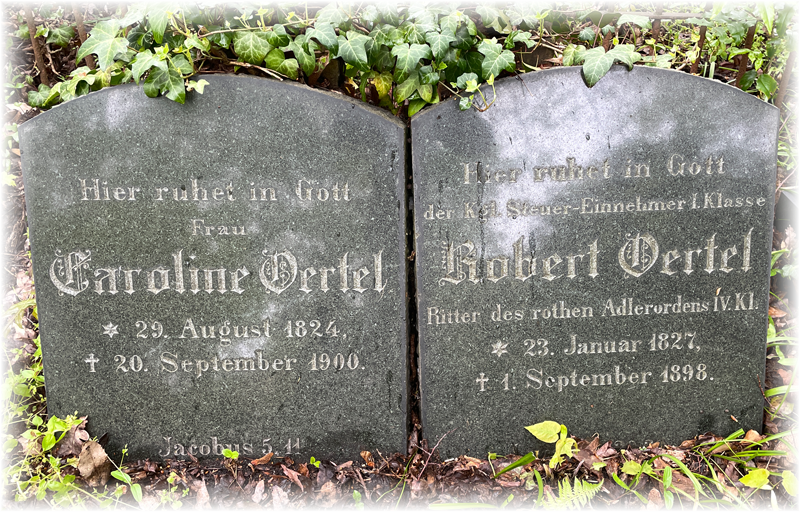 Hier ruhet in Gott
Frau
Caroline Oertel
* 29. August 1824,
† 20. September 1900.
Jacobus 5. 11
Hier ruhet in Gott
der Kgl. Steuer-Einnehmer I. Klasse
Robert Oertel
Ritter des rothen Adlerordens IV. Kl.
* 23. Januar 1827,
† 1. September 1898.